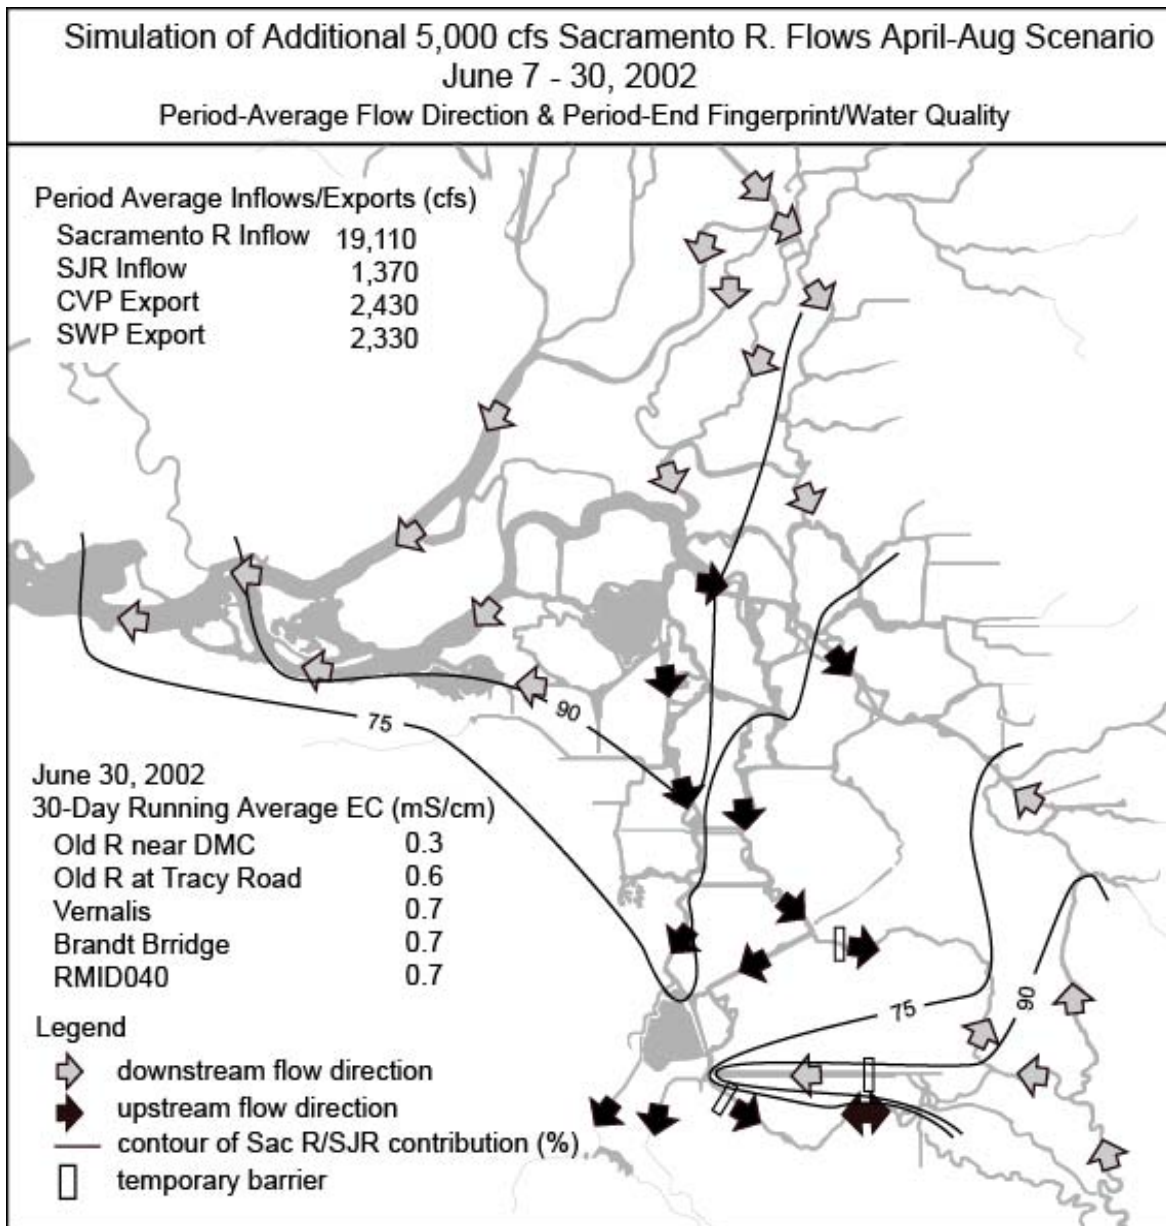 Simulation of Additional 5,000 cfs Sacramento R. Flows April-Aug Scenario
June 7 - 30, 2002
Period-Average Flow Direction & Period-End Fingerprint/Water Quality
Period Average Inflows/Exports (cfs)
Sacramento R Inflow 19,110
SJR Inflow 1,370
CVP Export 2,430
SWP Export 2,330
90
75
June 30, 2002
30-Day Running Average EC (mS/cm)
Old R near DMC 0.3
Old R at Tracy Road 0.6
Vernalis 0.7
Brandt Brridge 0.7
RMID040 0.7
90
75
Legend
downstream flow direction
upstream flow direction
contour of Sac R/SJR contribution (%)
temporary barrier